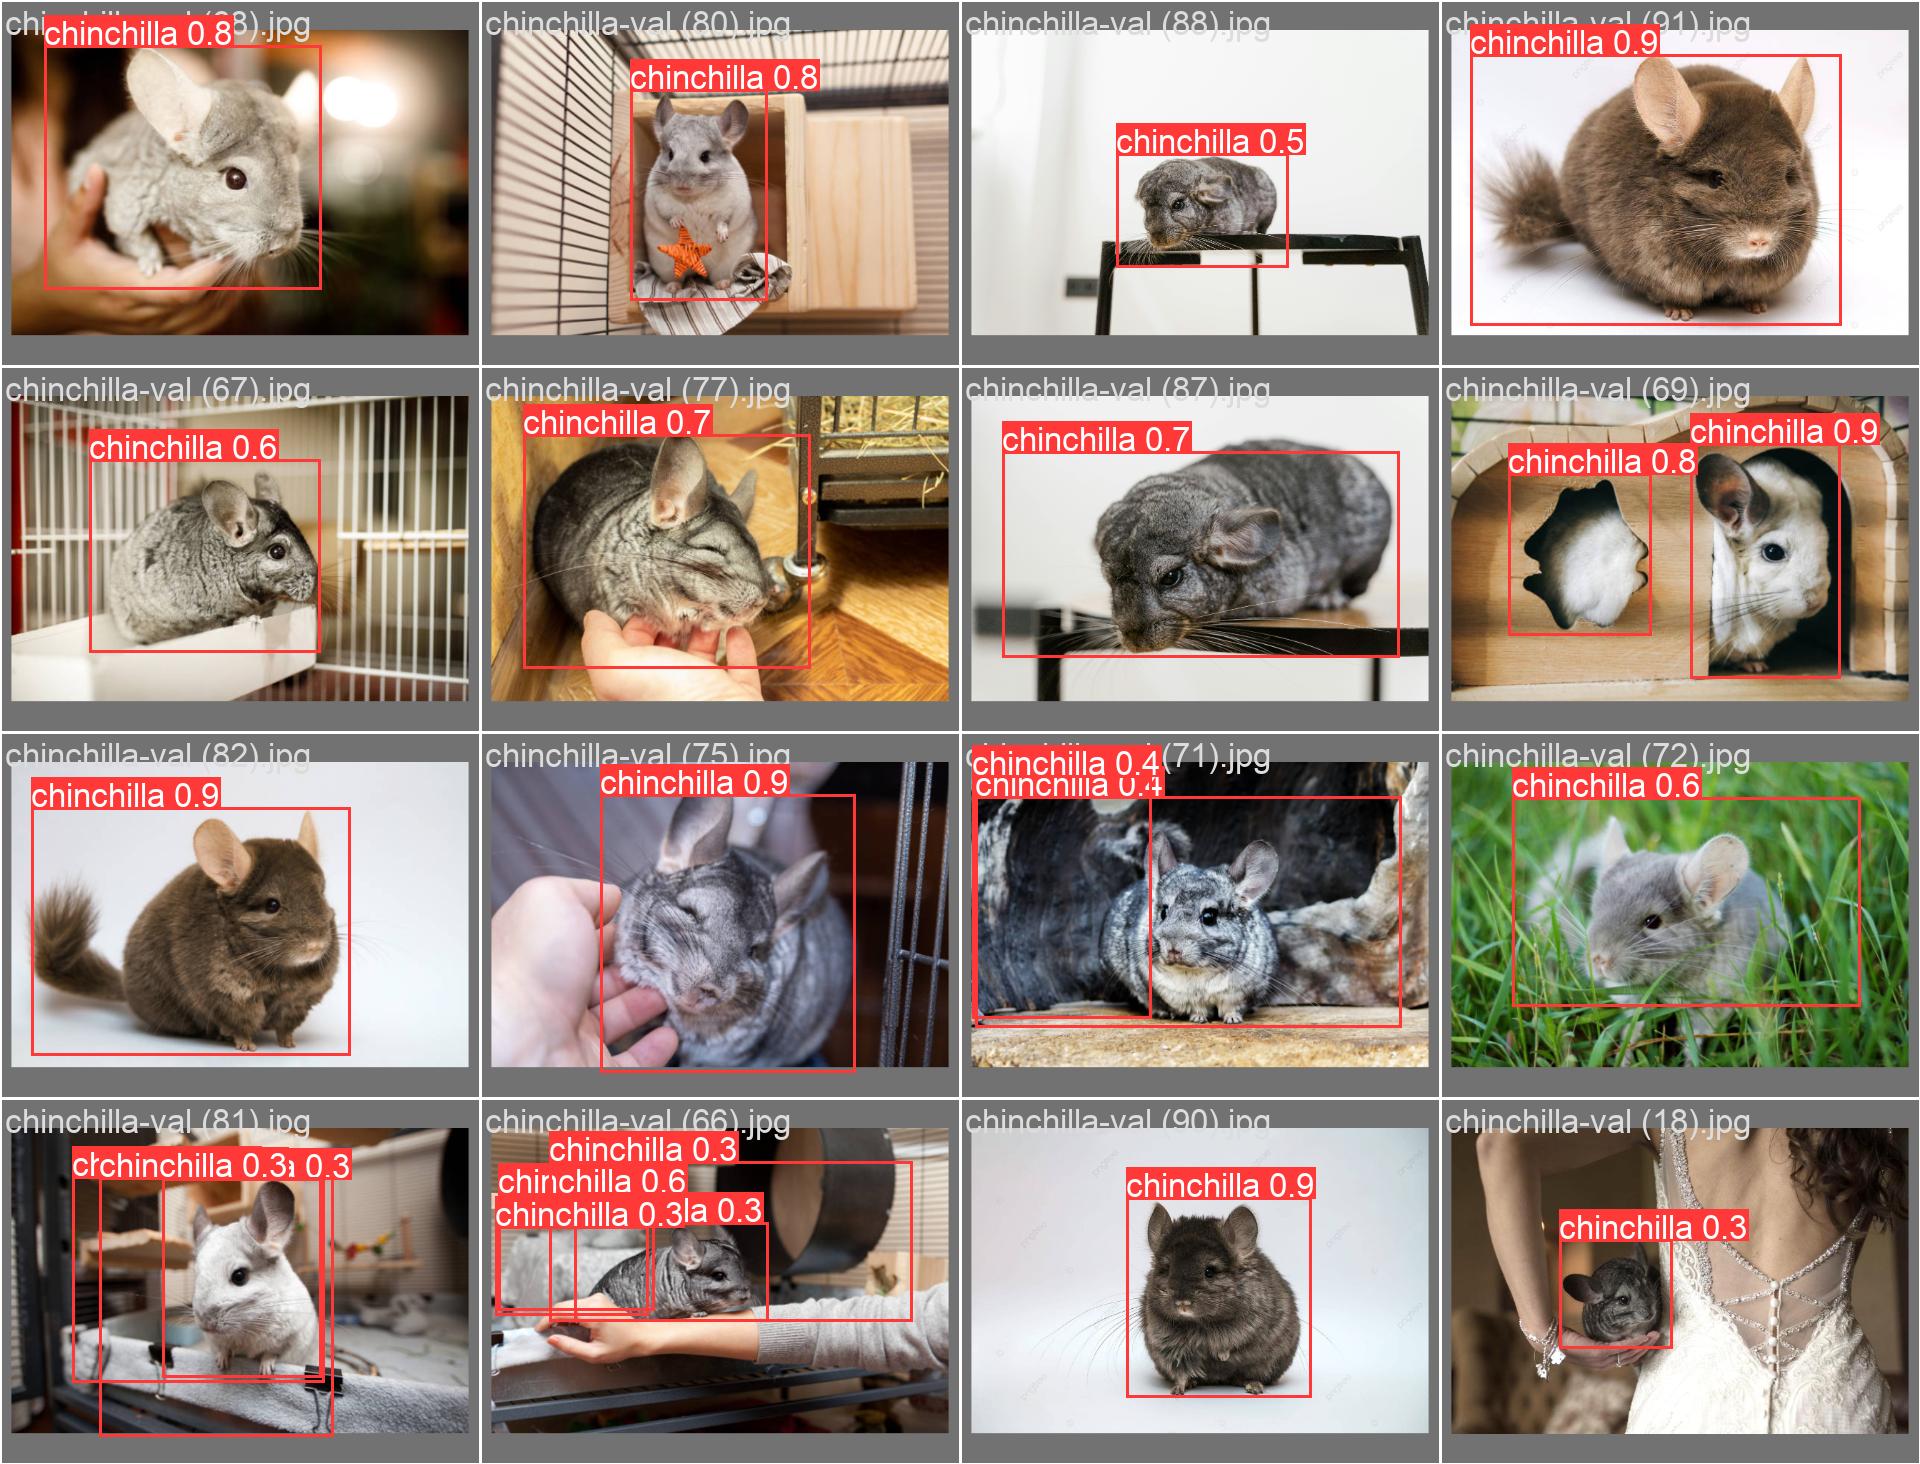 chinchilla-val (68).jpg
chinchilla 0.8
chinchilla-val (80).jpg
chinchilla 0.8
chinchilla-val (88).jpg
chinchilla 0.5
chinchilla-val (91).jpg
chinchilla 0.9
chinchilla-val (67).jpg
chinchilla 0.6
chinchilla-val (77).jpg
chinchilla 0.7
chinchilla-val (87).jpg
chinchilla 0.7
chinchilla-val (69).jpg
chinchilla 0.9
chinchilla 0.8
chinchilla-val (82).jpg
chinchilla 0.9
chinchilla-val (75).jpg
chinchilla 0.9
(71).jpg
chinchilla 0.4
chinchilla 0.4
chinchilla-val (72).jpg
chinchilla 0.6
chinchilla-val (81).jpg
chinchilla 0.3
0.3
chinchilla-val (66).jpg
chinchilla 0.3
chinchilla 0.6
chinchilla 0.3
la 0.3
chinchilla-val (90).jpg
chinchilla 0.9
chinchilla-val (18).jpg
chinchilla 0.3